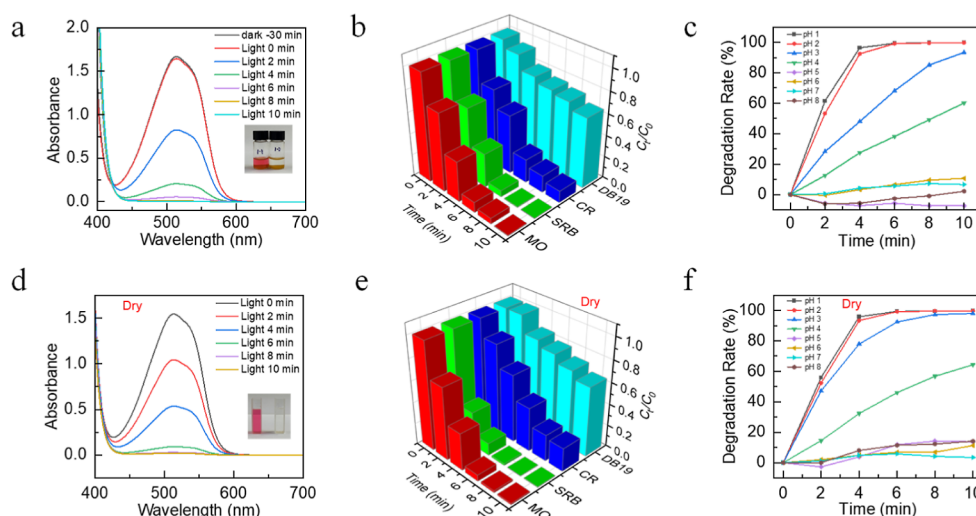 a
2.0
1.5
1.0
0.5
0.0
400
500
600
700
Absorbance
Wavelength (nm)
dark -30 min
Light 0 min
Light 2 min
Light 4 min
Light 6 min
Light 8 min
Light 10 min
b
1.0
0.8
0.6
0.4
0.2
0.0
Ct/C0
0
2
4
6
8
10
Time (min)
MO
SRB
CR
DB19
c
100
80
60
40
20
0
0
2
4
6
8
10
Degradation Rate (%)
Time (min)
pH 1
pH 2
pH 3
pH 4
pH 5
pH 6
pH 7
pH 8
d
Dry
1.5
1.0
0.5
0.0
400
500
600
700
Absorbance
Wavelength (nm)
Light 0 min
Light 2 min
Light 4 min
Light 6 min
Light 8 min
Light 10 min
e
Dry
1.0
0.8
0.6
0.4
0.2
0.0
Ct/C0
0
2
4
6
8
10
Time (min)
MO
SRB
CR
DB19
f
Dry
100
80
60
40
20
0
0
2
4
6
8
10
Degradation Rate (%)
Time (min)
pH 1
pH 2
pH 3
pH 4
pH 5
pH 6
pH 7
pH 8